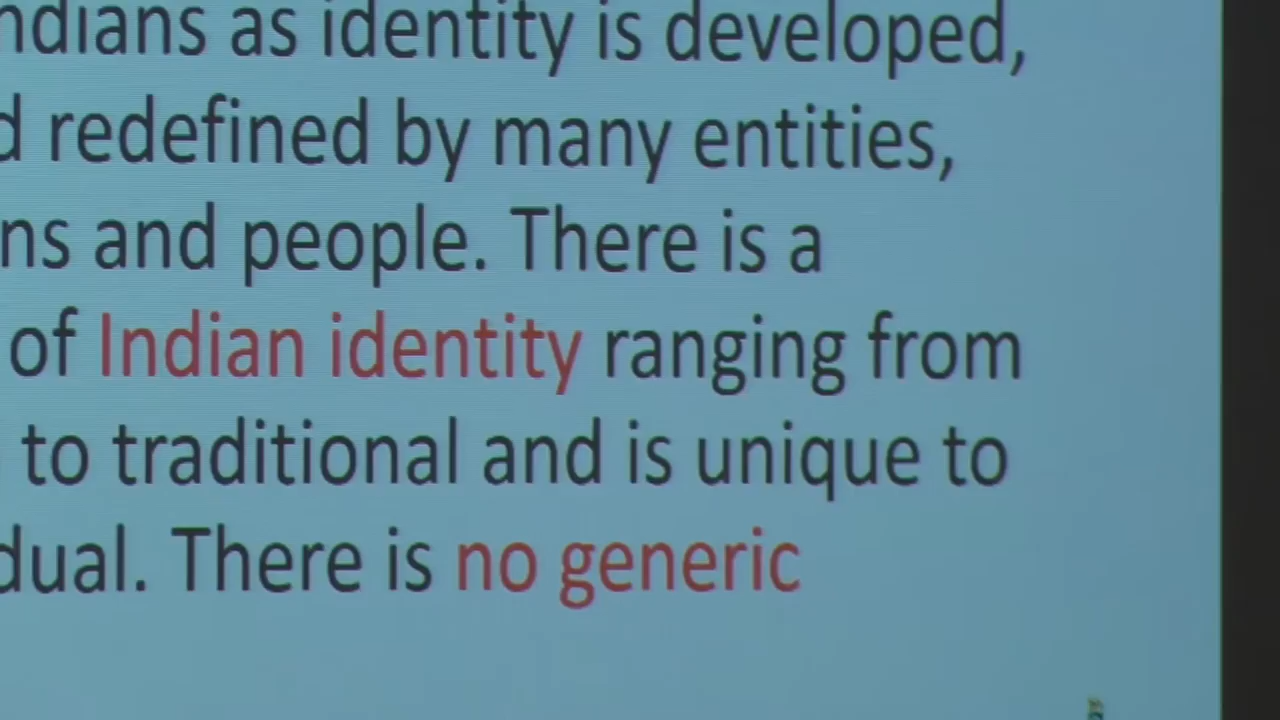 ndians as identity is developed,
d redefined by many entities,
ns and people. There is a
of Indian identity ranging from
to traditional and is unique to
dual. There is no generic